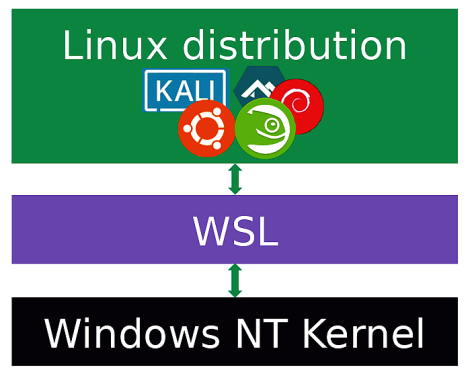 Linux distribution
KALI
WSL
Windows NT Kernel